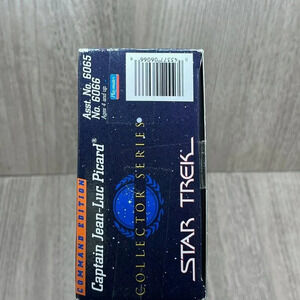 Asst. No. 6065
No. 6066
Ages 4 and up
Playmates
COMMAND EDITION
Captain Jean-Luc Picard®
COLLECTOR SERIES
STAR TREK®